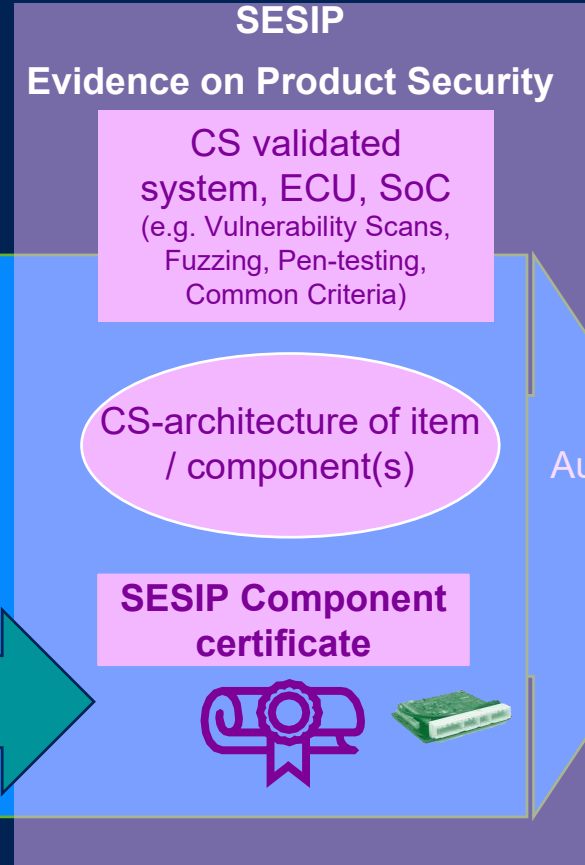 SESIP
Evidence on Product Security
CS validated
system, ECU, SoC
(e.g. Vulnerability Scans,
Fuzzing, Pen-testing,
Common Criteria)
CS-architecture of item
/ component(s)
Au
SESIP Component
certificate